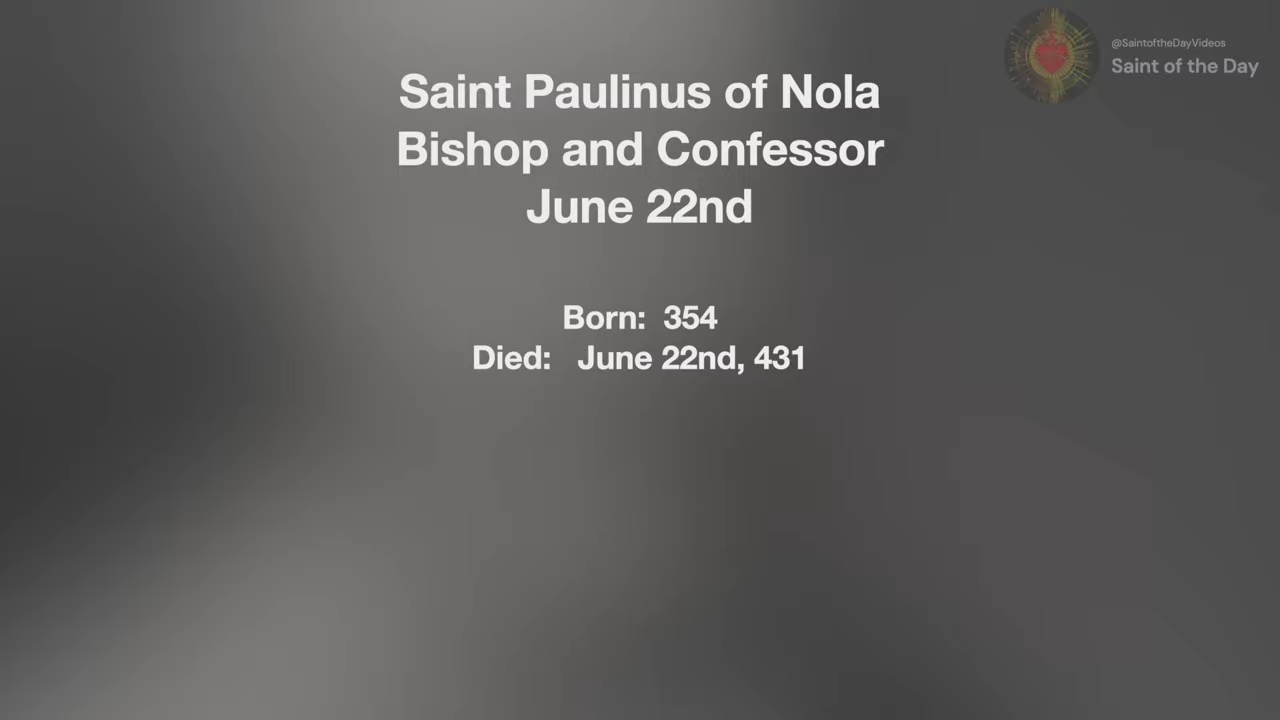 @SaintoftheDayVideos
Saint of the Day
Saint Paulinus of Nola
Bishop and Confessor
June 22nd
Born: 354
Died: June 22nd, 431